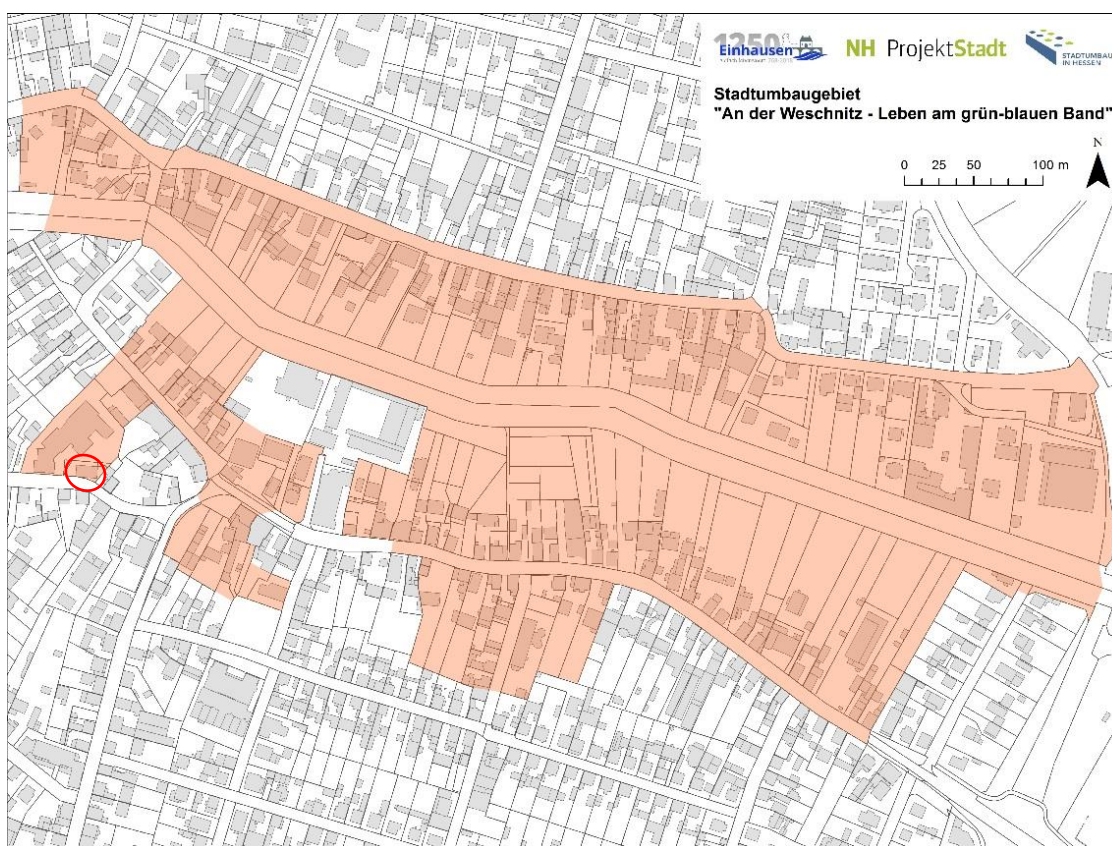 1250
Einhausen
NH ProjektStadt
STADTUMBAU
IN HESSEN
Stadtumbaugebiet
"An der Weschnitz - Leben am grün-blauen Band"
N
0 25 50 100 m